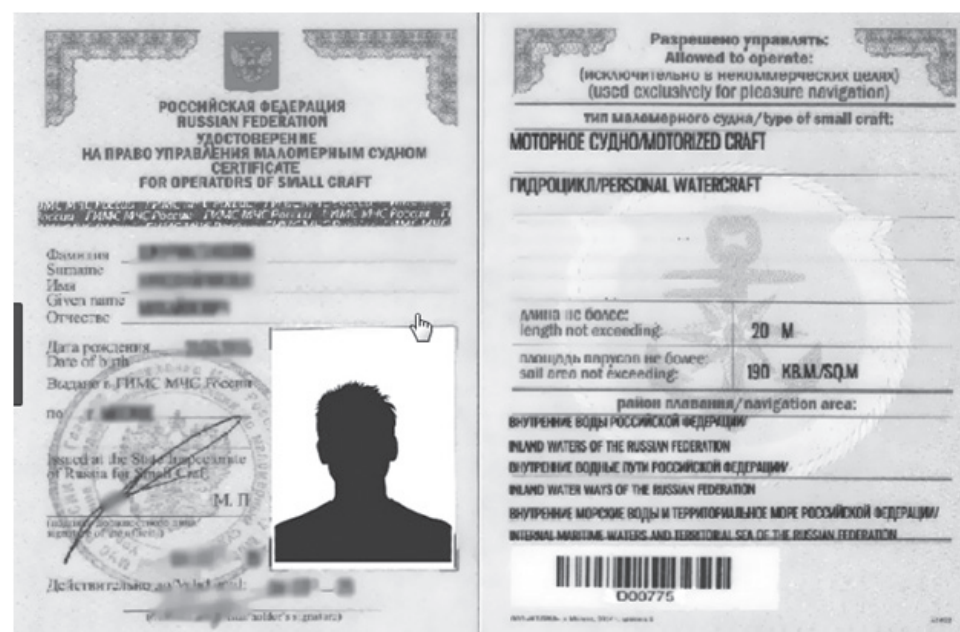 РОССИЙСКАЯ ФЕДЕРАЦИЯ
RUSSIAN FEDERATION
УДОСТОВЕРЕНИЕ
НА ПРАВО УПРАВЛЕНИЯ МАЛОМЕРНЫМ СУДНОМ
CERTIFICATE
FOR OPERATORS OF SMALL CRAFT
Фамилия
Surname
Имя
Given name
Отчество
Дата рождения
Date of birth
Выдано в ГИМС МЧС России
по г.
Issued at the State Inspectorate
of Russia for Small Craft
М. П
Действительно до/Valid until:
holder's signature)
Разрешено управлять:
Allowed to operate:
(исключительно в некоммерческих целях)
(used exclusively for pleasure navigation)
тип маломерного судна/type of small craft:
МОТОРНОЕ СУДНО/MOTORIZED CRAFT
ГИДРОЦИКЛ/PERSONAL WATERCRAFT
длина не более:
length not exceeding:
20 М
площадь парусов не более:
sail area not exceeding:
190 КВ.М./SQ.M
район плавания/navigation area:
ВНУТРЕННИЕ ВОДЫ РОССИЙСКОЙ ФЕДЕРАЦИИ/
INLAND WATERS OF THE RUSSIAN FEDERATION
ВНУТРЕННИЕ ВОДНЫЕ ПУТИ РОССИЙСКОЙ ФЕДЕРАЦИИ/
INLAND WATER WAYS OF THE RUSSIAN FEDERATION
ВНУТРЕННИЕ МОРСКИЕ ВОДЫ И ТЕРРИТОРИАЛЬНОЕ МОРЕ РОССИЙСКОЙ ФЕДЕРАЦИИ/
INTERNAL MARITIME WATERS AND TERRITORIAL SEA OF THE RUSSIAN FEDERATION
D00775